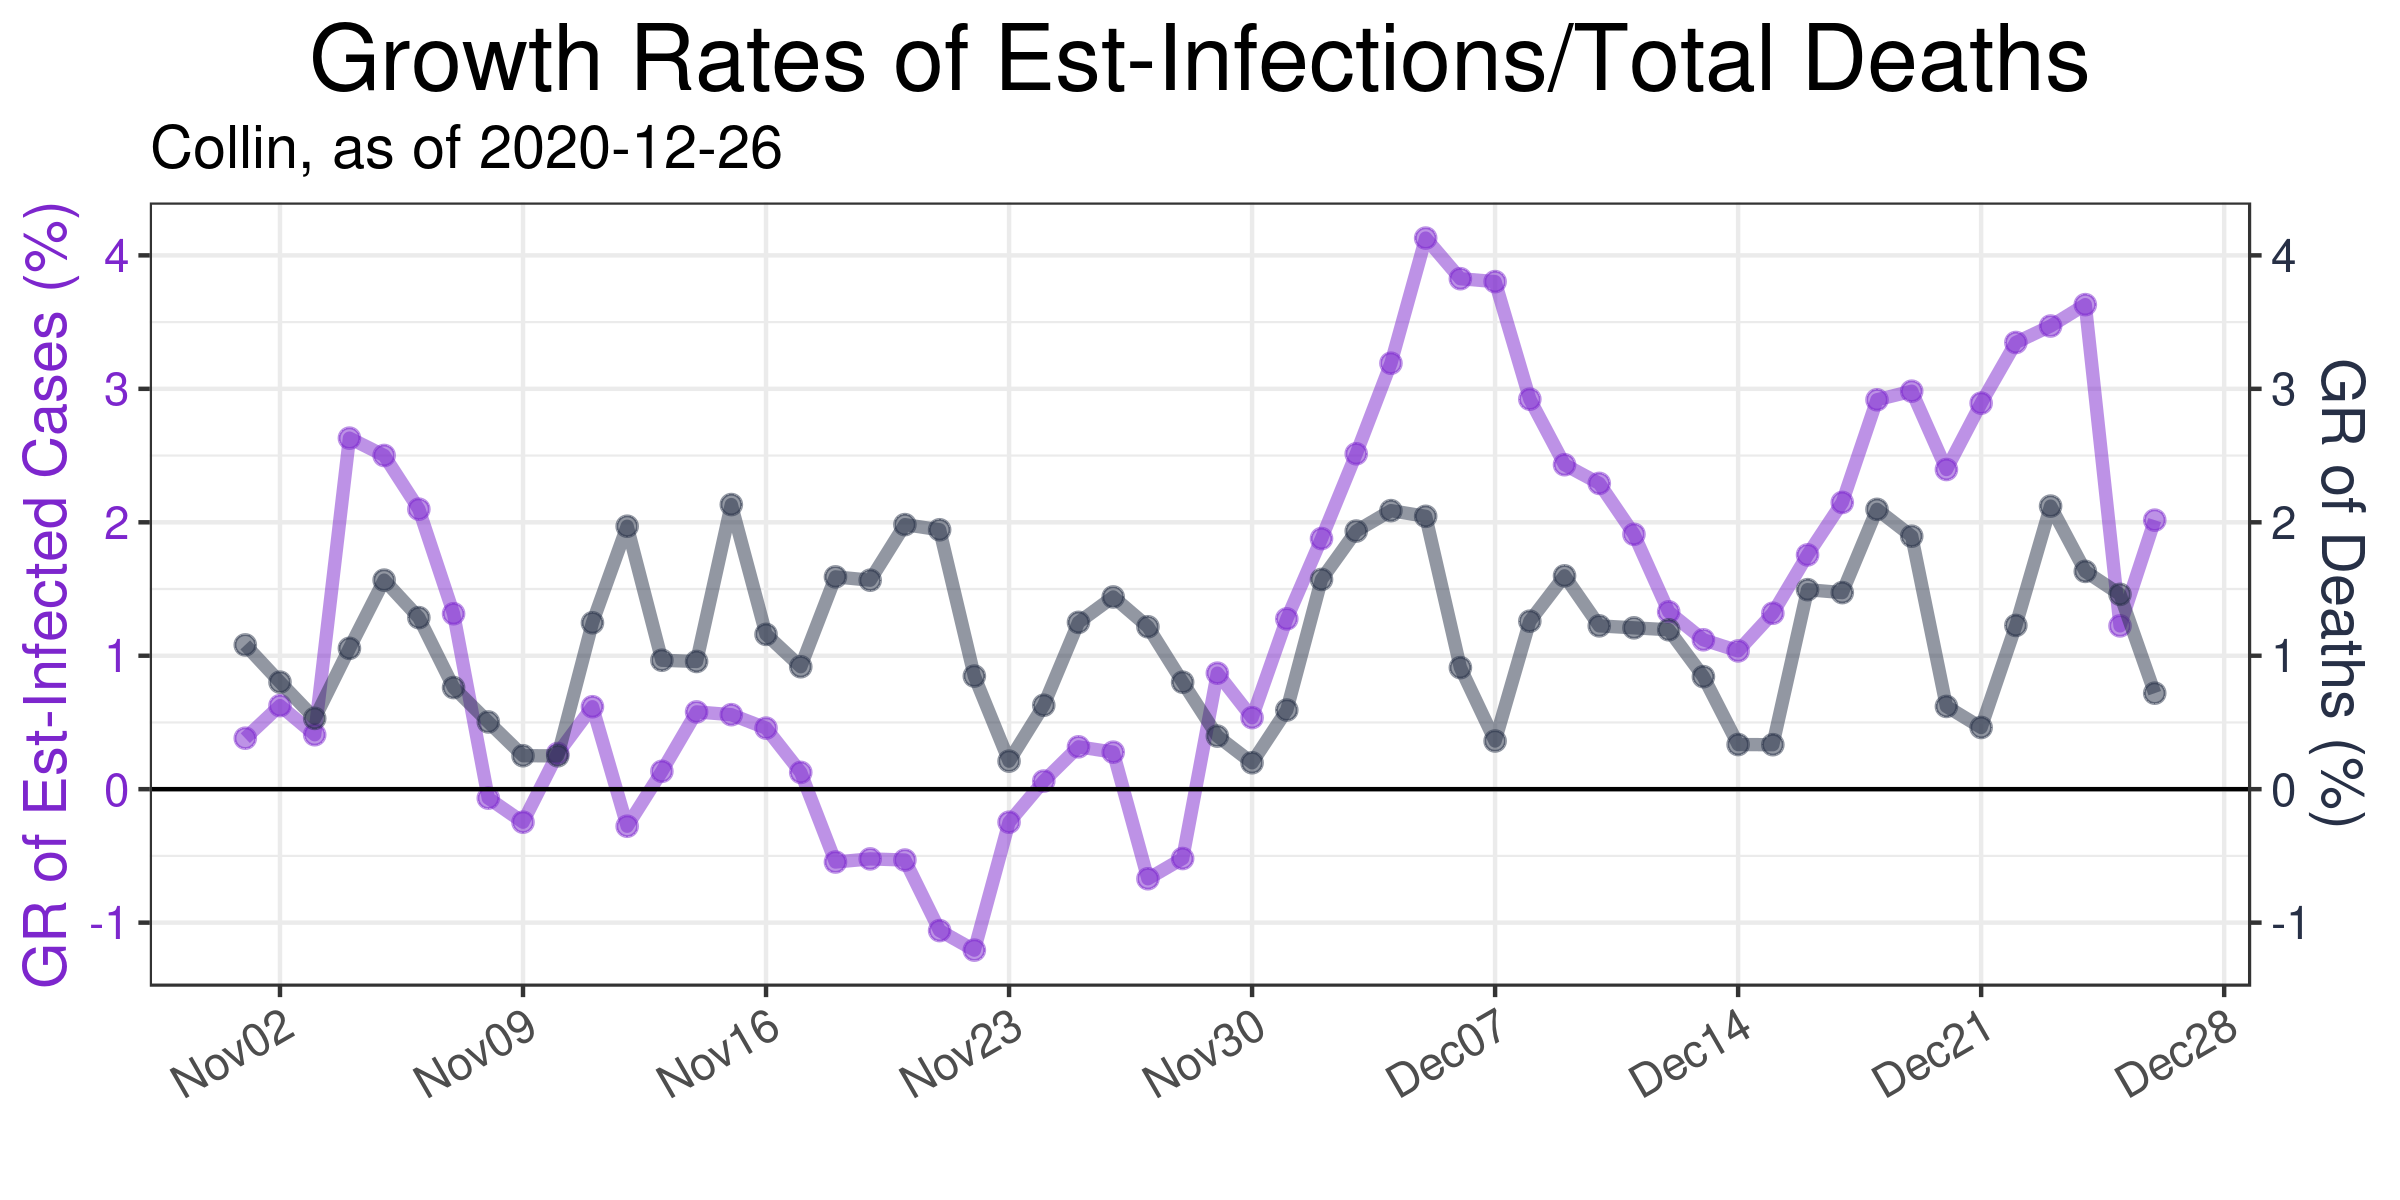 Growth Rates of Est-Infections/Total Deaths
Collin, as of 2020-12-26
GR of Est-Infected Cases (%)
4
3
2
1
0
-1
4
3
2
1
0
-1
GR of Deaths (%)
Nov02
Nov09
Nov16
Nov23
Nov30
Dec07
Dec14
Dec21
Dec28